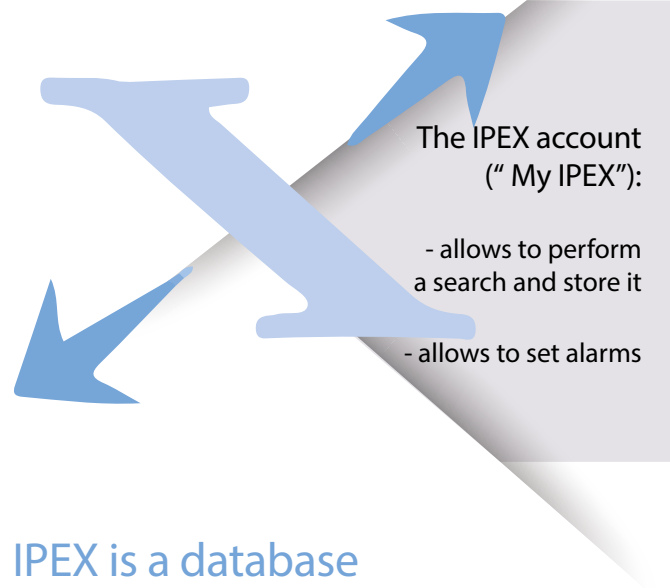 The IPEX account
(“ My IPEX”):
- allows to perform
a search and store it
- allows to set alarms
IPEX is a database